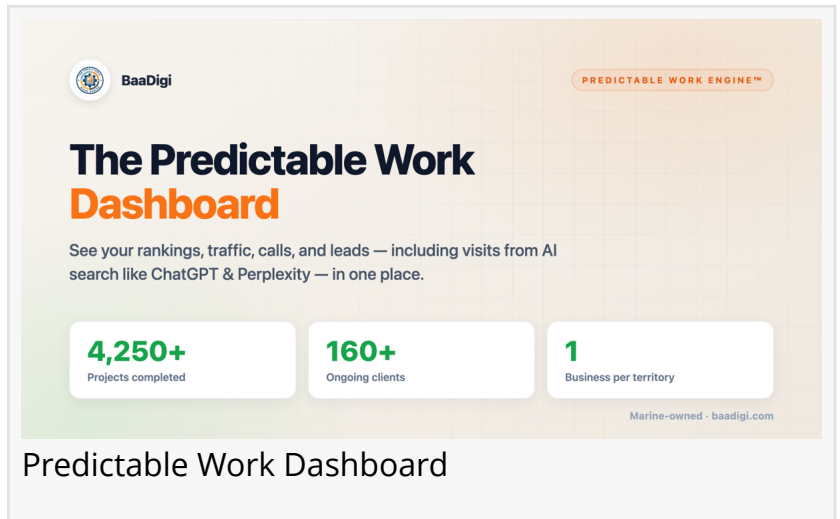 BaaDigi
PREDICTABLE WORK ENGINE™
The Predictable Work
Dashboard
See your rankings, traffic, calls, and leads — including visits from AI
search like ChatGPT & Perplexity — in one place.
4,250+
Projects completed
160+
Ongoing clients
1
Business per territory
Marine-owned · baadigi.com
Predictable Work Dashboard